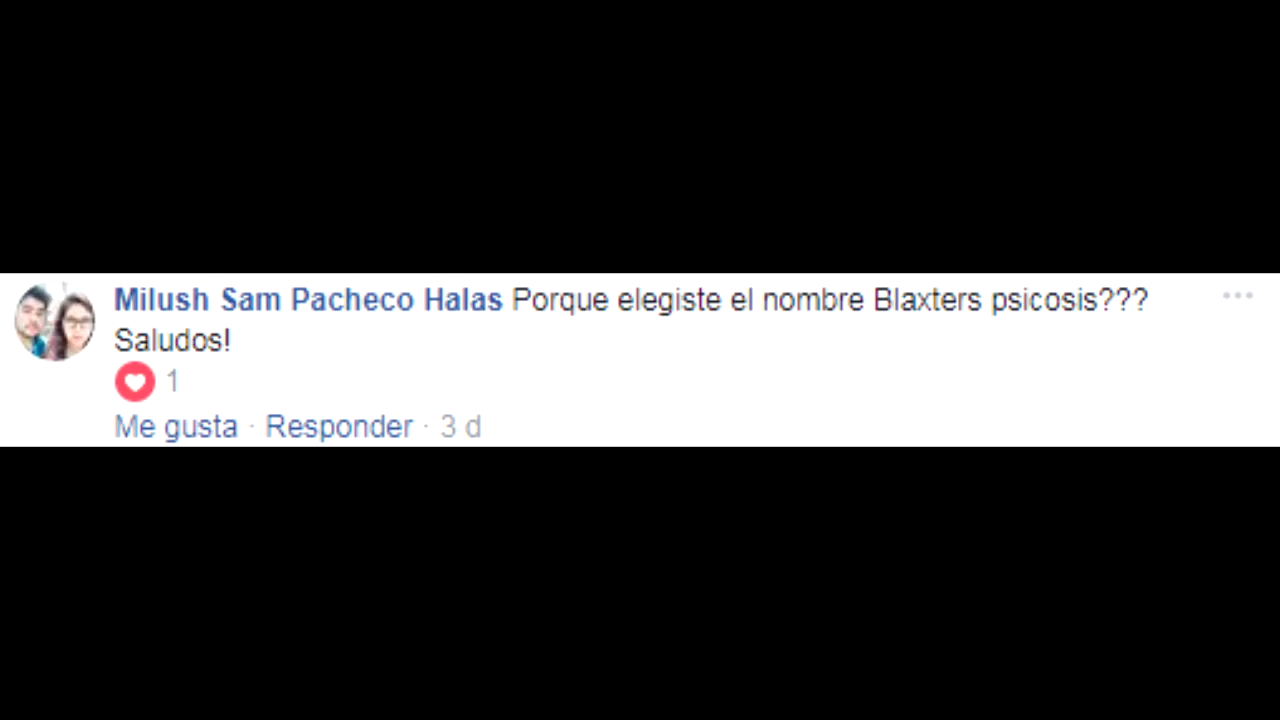 Milush Sam Pacheco Halas Porque elegiste el nombre Blaxters psicosis???
Saludos!
1
Me gusta · Responder · 3 d